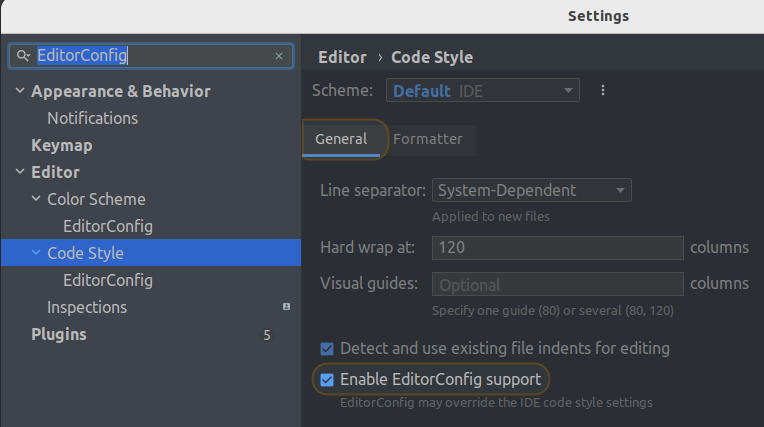 Settings
EditorConfig
Appearance & Behavior
Notifications
Keymap
Editor
Color Scheme
EditorConfig
Code Style
EditorConfig
Inspections
Plugins 5
Editor › Code Style
Scheme: Default IDE
General Formatter
Line separator: System-Dependent
Applied to new files
Hard wrap at: 120 columns
Visual guides: Optional columns
Specify one guide (80) or several (80, 120)
Detect and use existing file indents for editing
Enable EditorConfig support
EditorConfig may override the IDE code style settings